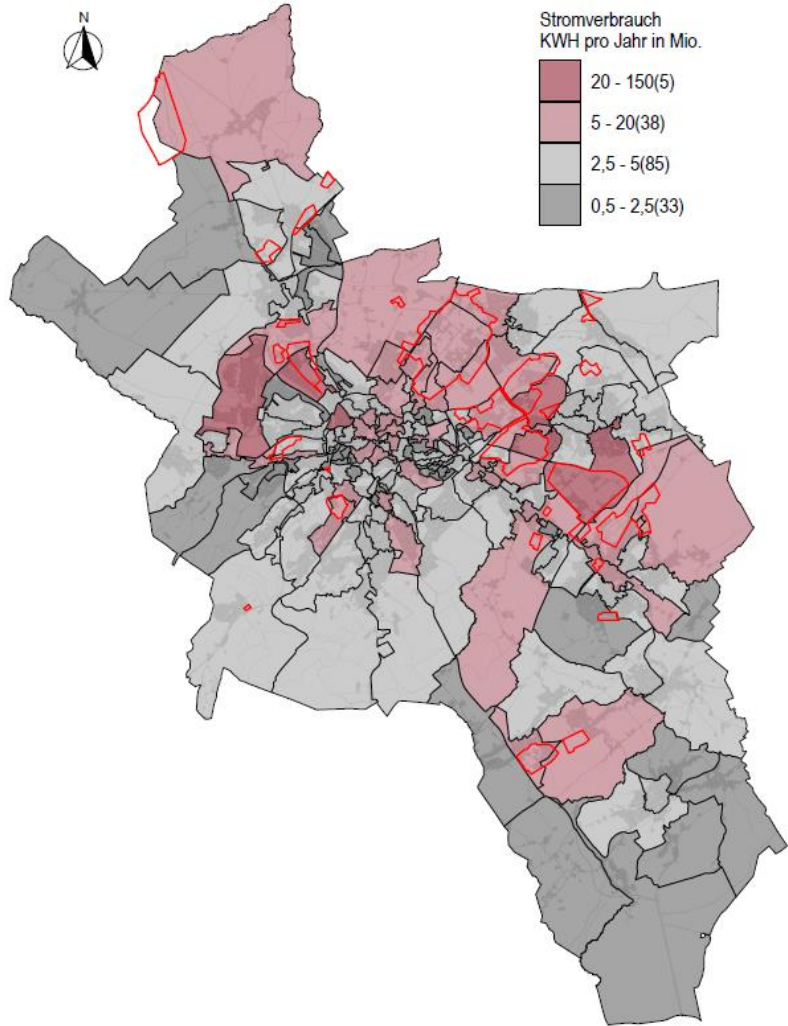 N
Stromverbrauch
KWH pro Jahr in Mio.
20 - 150(5)
5 - 20(38)
2,5 - 5(85)
0,5 - 2,5(33)